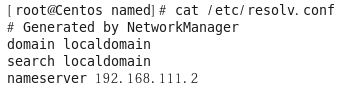 [root@Centos named]# cat /etc/resolv.conf
# Generated by NetworkManager
domain localdomain
search localdomain
nameserver 192.168.111.2